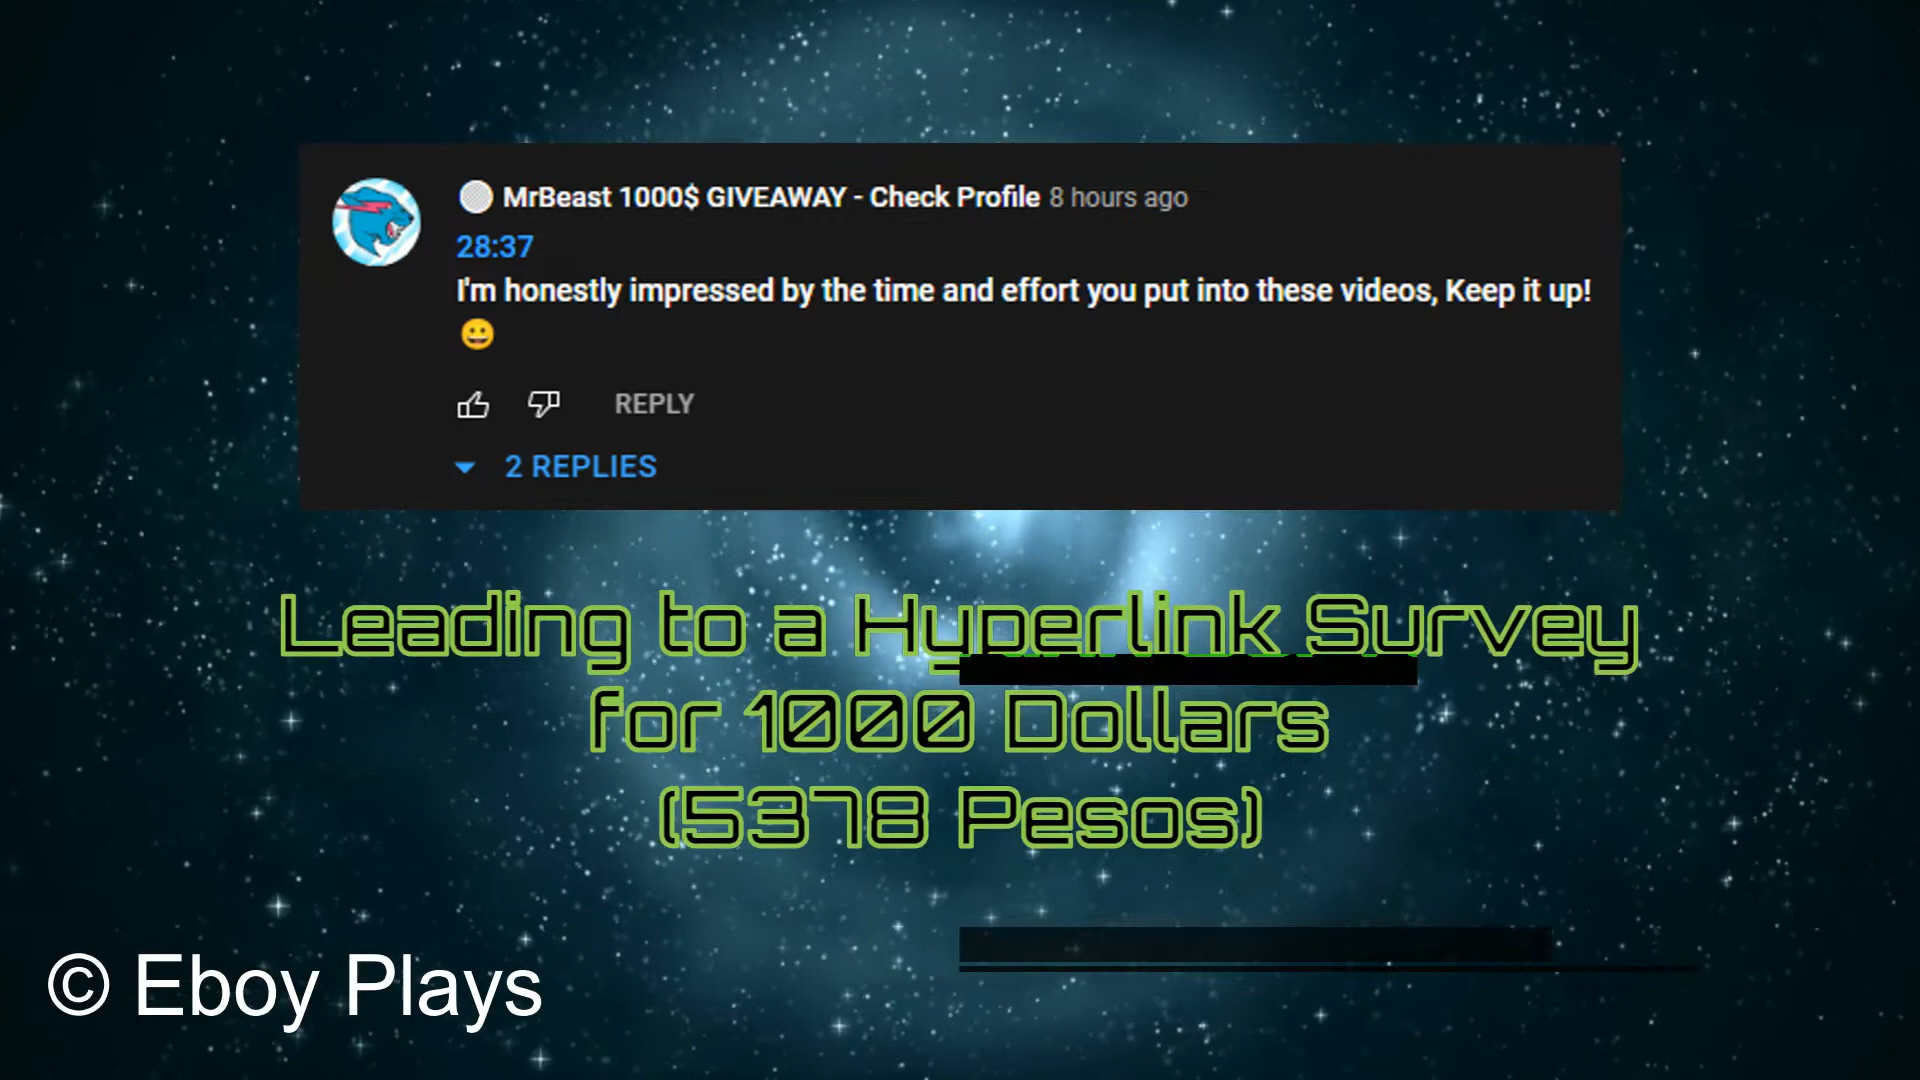 MrBeast 1000$ GIVEAWAY - Check Profile 8 hours ago
28:37
I'm honestly impressed by the time and effort you put into these videos, Keep it up!
😀
REPLY
2 REPLIES
Leading to a Hyperlink Survey
for 1000 Dollars
(5378 Pesos)
© Eboy Plays